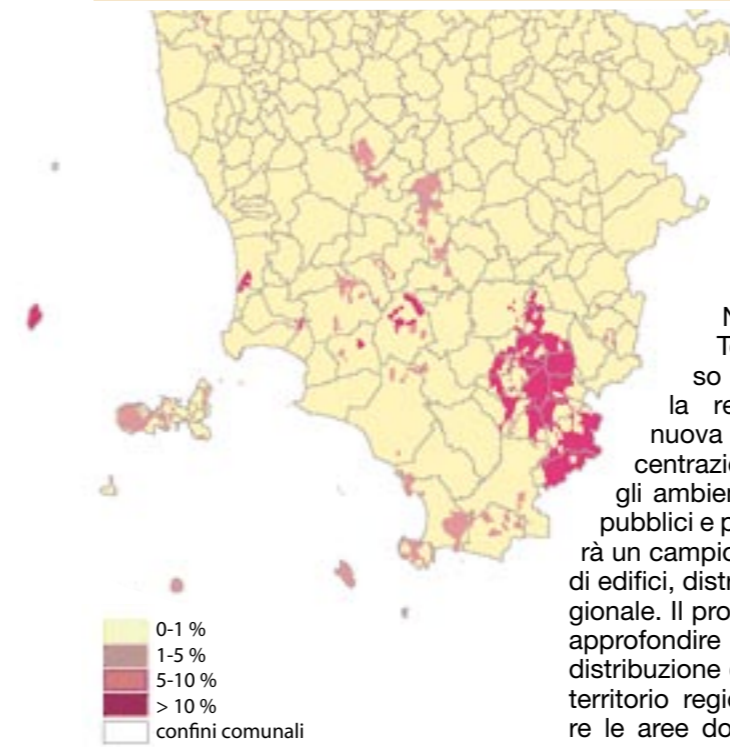 0-1 %
1-5 %
5-10 %
> 10 %
confini comunali
so
la re
nuova
centrazio
gli ambien
pubblici e p
rà un campio
di edifici, distr
gionale. Il pro
approfondire
distribuzione
territorio regio
re le aree do